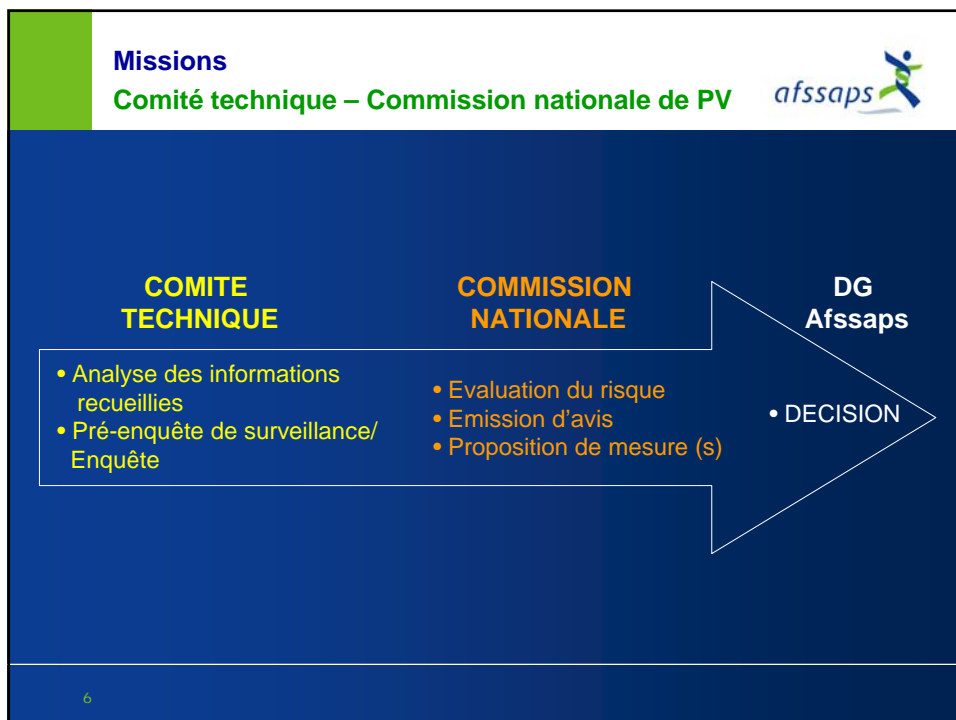 Missions
Comité technique – Commission nationale de PV
afssaps
COMITE
TECHNIQUE
• Analyse des informations
recueillies
• Pré-enquête de surveillance/
Enquête
COMMISSION
NATIONALE
• Evaluation du risque
• Emission d'avis
• Proposition de mesure (s)
DG
Afssaps
• DECISION
6